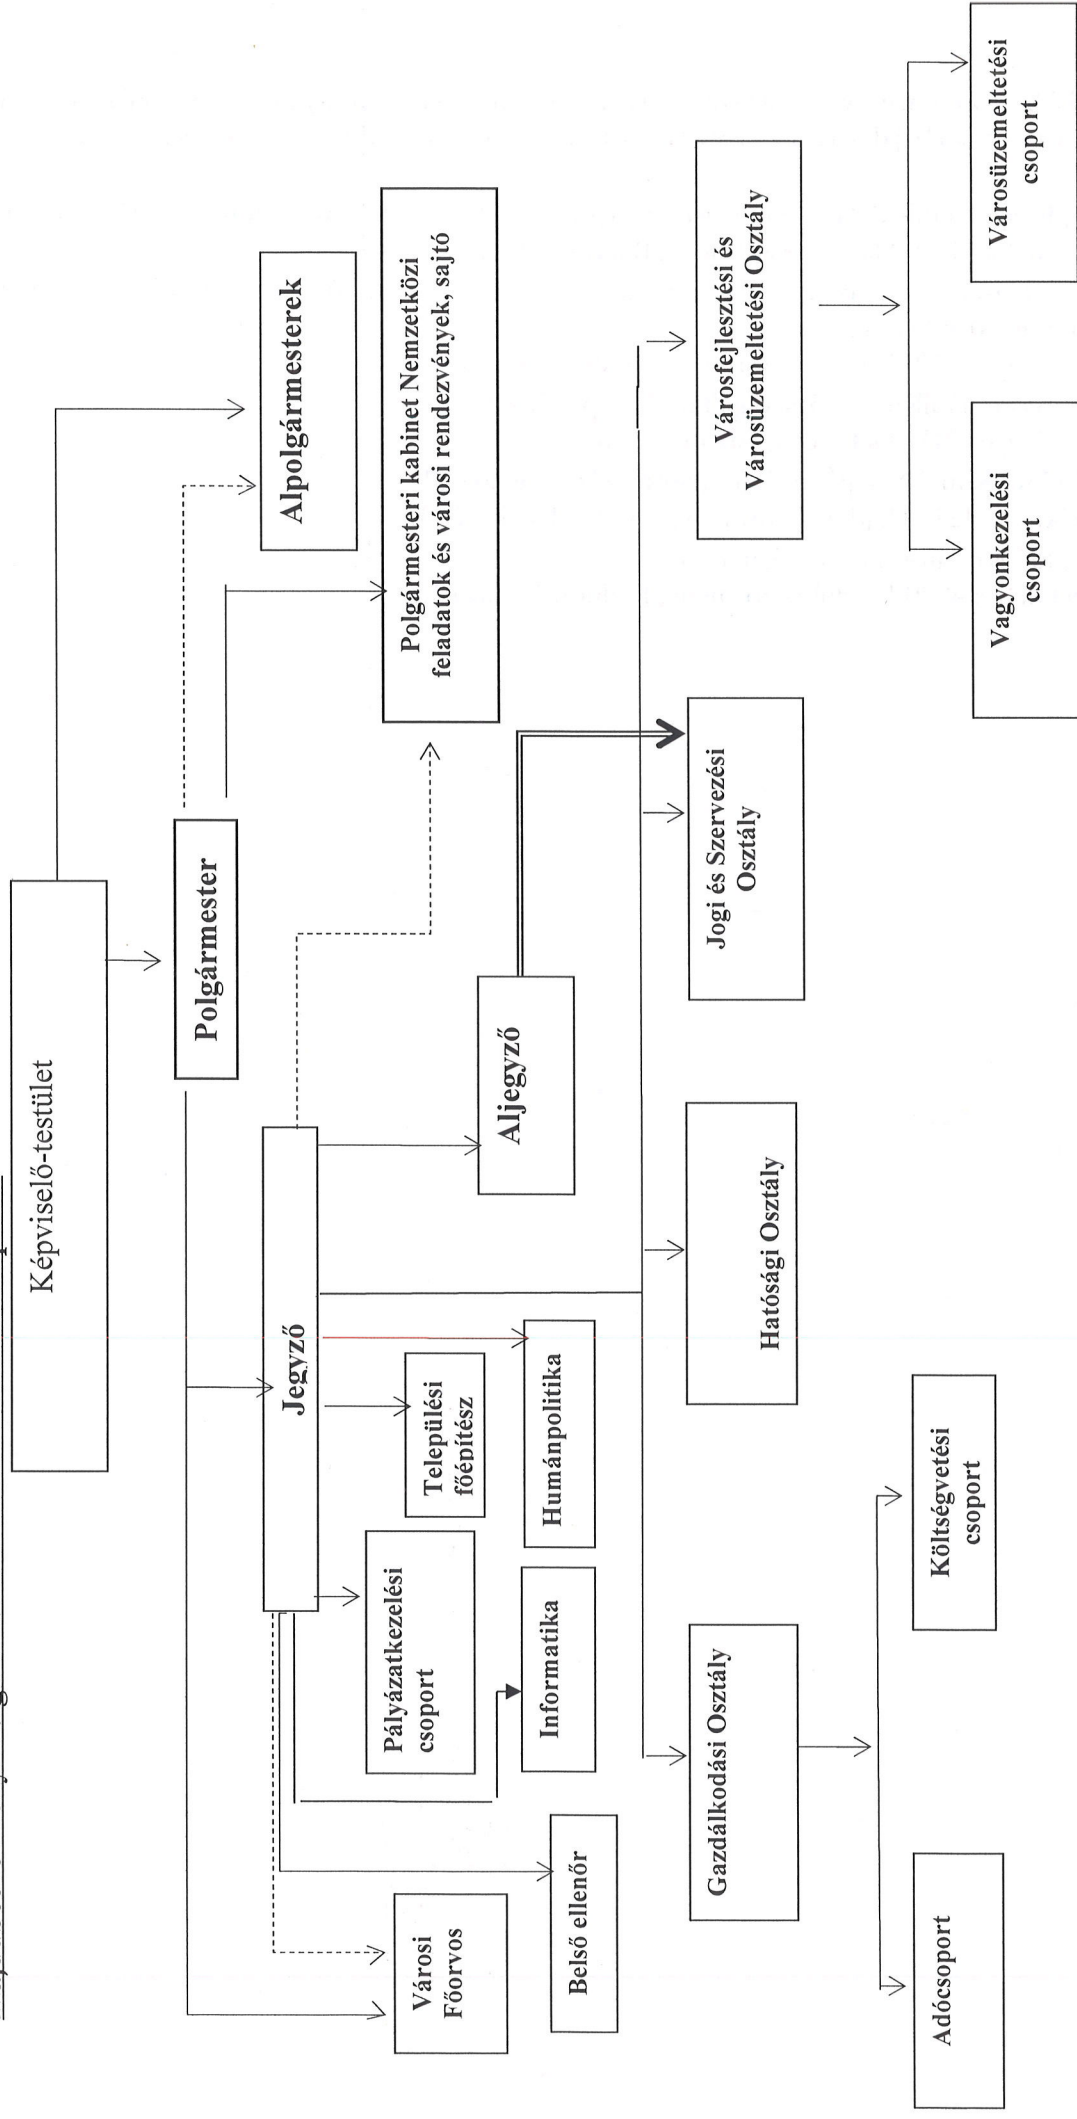 Képviselő-testület
Polgármester
Alpolgármesterek
Jegyző
Polgármesteri kabinet Nemzetközi
feladatok és városi rendezvények, sajtó
Városi
Főorvos
Pályázatkezelési
csoport
Települési
főépítész
Aljegyző
Belső ellenőr
Informatika
Humánpolitika
Gazdálkodási Osztály
Hatósági Osztály
Jogi és Szervezési
Osztály
Városfejlesztési és
Városüzemeltetési Osztály
Adócsoport
Költségvetési
csoport
Vagyonkezelési
csoport
Városüzemeltetési
csoport